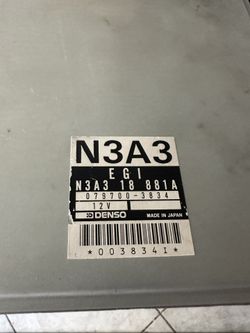 N3A3
EGI
N3A3 18 881A
079700-3834
12V
DENSO MADE IN JAPAN
*0038341*